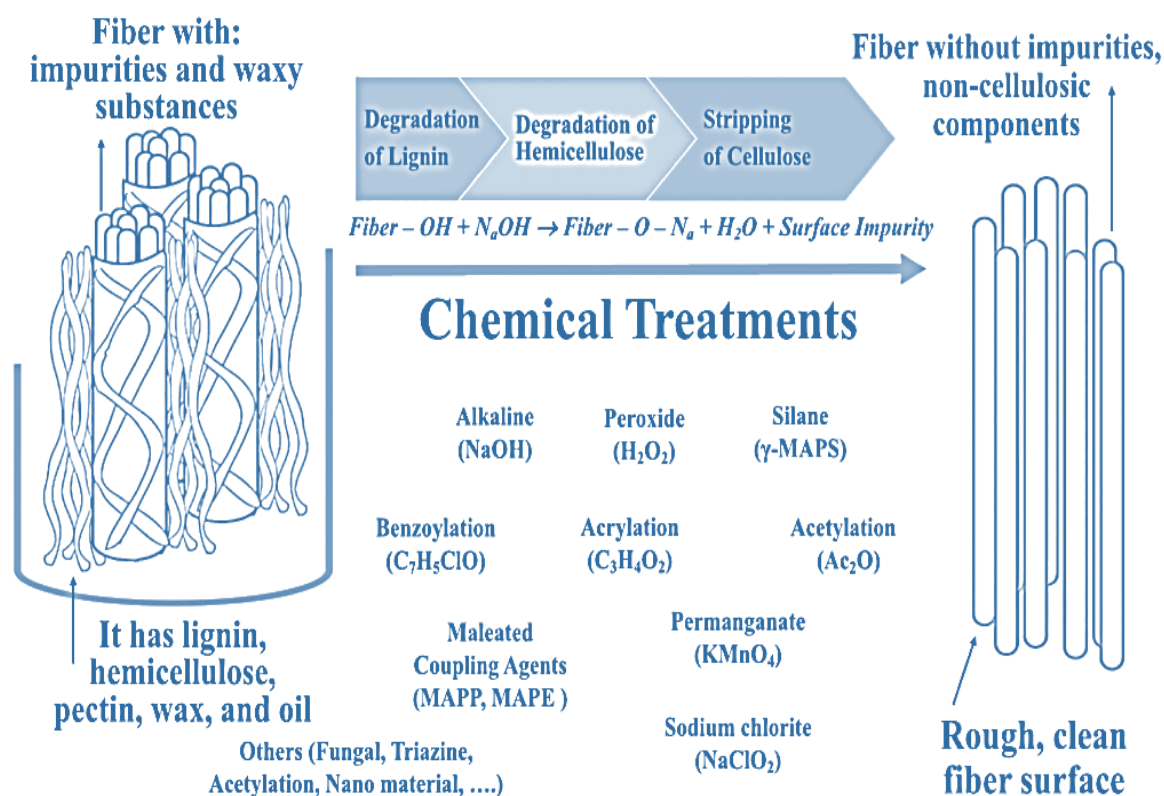 Fiber with:
impurities and waxy
substances
Degradation
of Lignin
Degradation of
Hemicellulose
Stripping
of Cellulose
Fiber without impurities,
non-cellulosic
components
Fiber – OH + NₐOH → Fiber – O – Nₐ + H₂O + Surface Impurity
Chemical Treatments
Alkaline
(NaOH)
Peroxide
(H₂O₂)
Silane
(γ-MAPS)
Benzoylation
(C₇H₅ClO)
Acrylation
(C₃H₄O₂)
Acetylation
(Ac₂O)
Maleated
Coupling Agents
(MAPP, MAPE )
Permanganate
(KMnO₄)
Sodium chlorite
(NaClO₂)
Others (Fungal, Triazine,
Acetylation, Nano material, ....)
It has lignin,
hemicellulose,
pectin, wax, and oil
Rough, clean
fiber surface